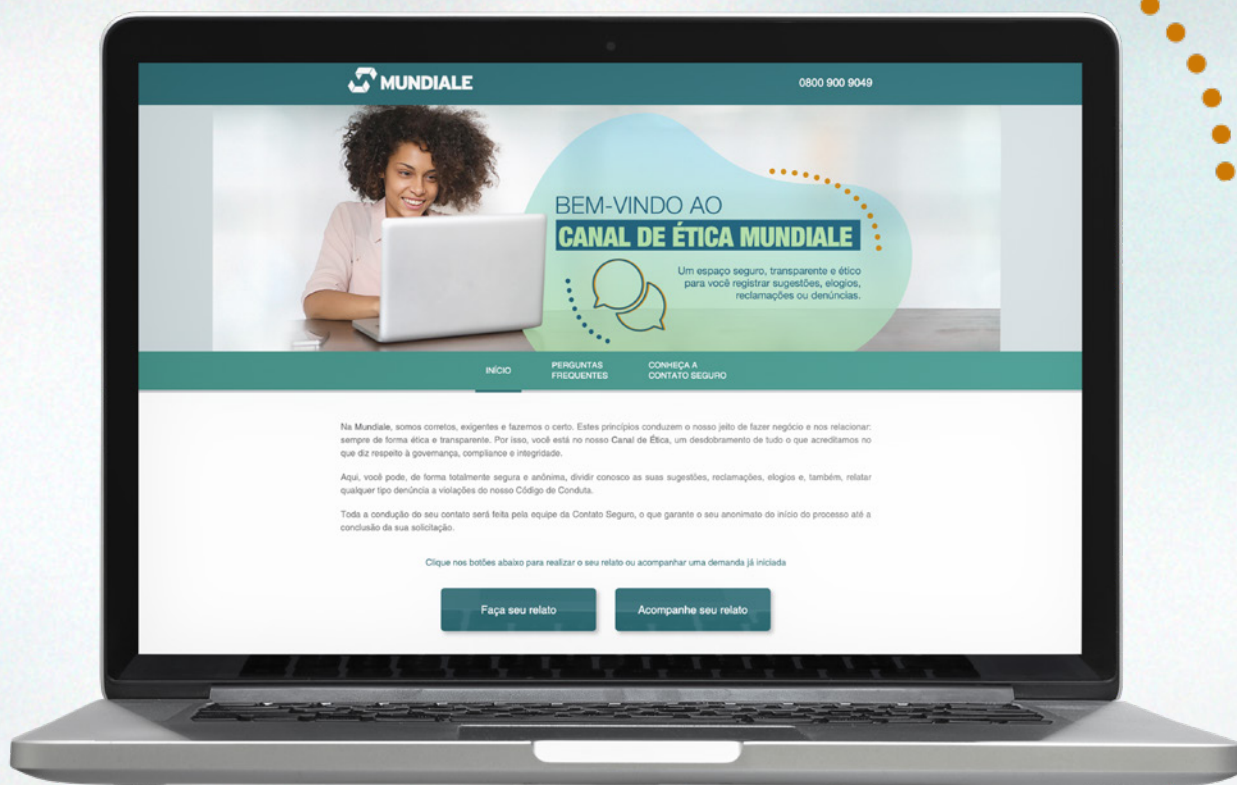 MUNDIALE
0800 900 9049
BEM-VINDO AO
CANAL DE ÉTICA MUNDIALE
Um espaço seguro, transparente e ético
para você registrar sugestões, elogios,
reclamações ou denúncias.
INÍCIO
PERGUNTAS
FREQUENTES
CONHEÇA A
CONTATO SEGURO
Na Mundiale, somos corretos, exigentes e fazemos o certo. Estes princípios conduzem o nosso jeito de fazer negócio e nos relacionar:
sempre de forma ética e transparente. Por isso, você está no nosso Canal de Ética, um desdobramento de tudo o que acreditamos no
que diz respeito à governança, compliance e integridade.
Aqui, você pode, de forma totalmente segura e anônima, dividir conosco as suas sugestões, reclamações, elogios e, também, relatar
qualquer tipo denúncia a violações do nosso Código de Conduta.
Toda a condução do seu contato será feita pela equipe da Contato Seguro, o que garante o seu anonimato do início do processo até a
conclusão da sua solicitação.
Clique nos botões abaixo para realizar o seu relato ou acompanhar uma demanda já iniciada
Faça seu relato
Acompanhe seu relato